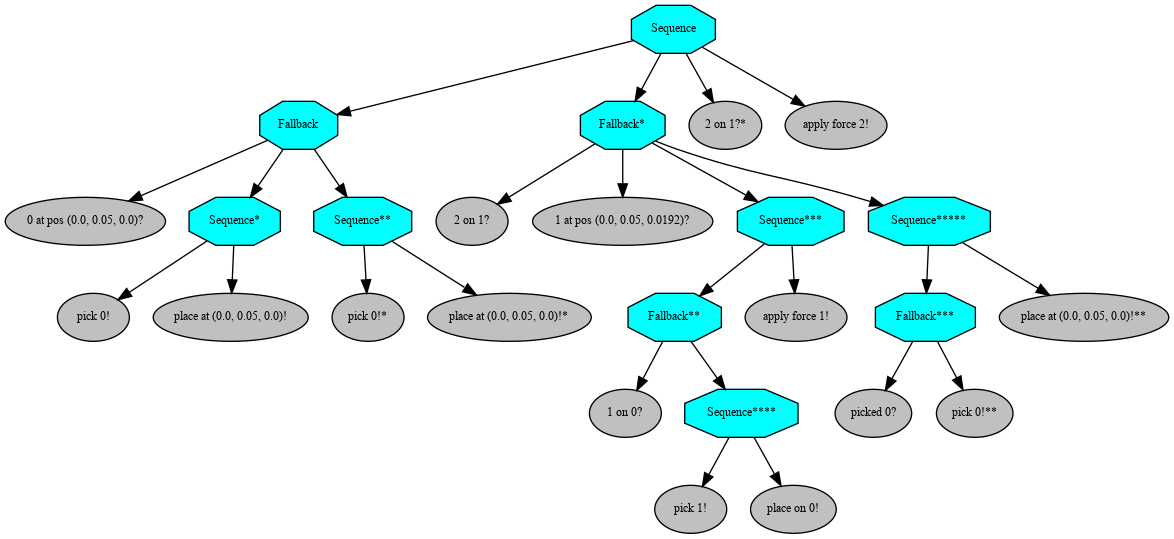 Sequence
Fallback
Fallback*
2 on 1?*
apply force 2!
0 at pos (0.0, 0.05, 0.0)?
Sequence*
Sequence**
2 on 1?
1 at pos (0.0, 0.05, 0.0192)?
Sequence***
Sequence*****
pick 0!
place at (0.0, 0.05, 0.0)!
pick 0!*
place at (0.0, 0.05, 0.0)!*
Fallback**
apply force 1!
Fallback***
place at (0.0, 0.05, 0.0)!**
1 on 0?
Sequence****
picked 0?
pick 0!**
pick 1!
place on 0!